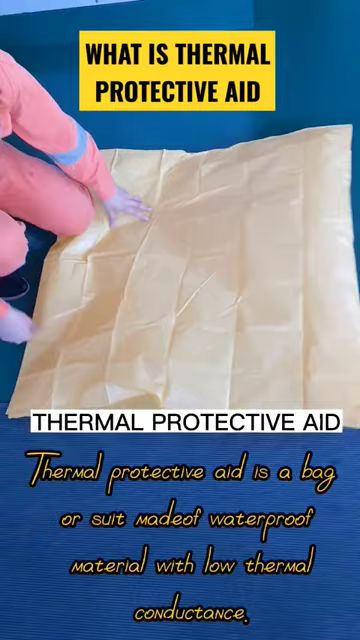 WHAT IS THERMAL
PROTECTIVE AID
THERMAL PROTECTIVE AID
Thermal protective aid is a bag
or suit madeof waterproof
material with low thermal
conductance.